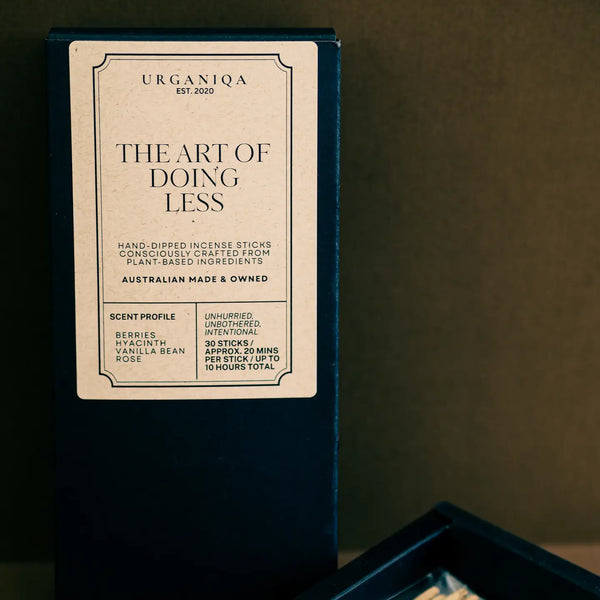 URGANIQA
EST. 2020
THE ART OF
DOING
LESS
HAND-DIPPED INCENSE STICKS
CONSCIOUSLY CRAFTED FROM
PLANT-BASED INGREDIENTS
AUSTRALIAN MADE & OWNED
SCENT PROFILE
BERRIES
HYACINTH
VANILLA BEAN
ROSE
UNHURRIED,
UNBOTHERED,
INTENTIONAL
30 STICKS /
APPROX. 20 MINS
PER STICK / UP TO
10 HOURS TOTAL